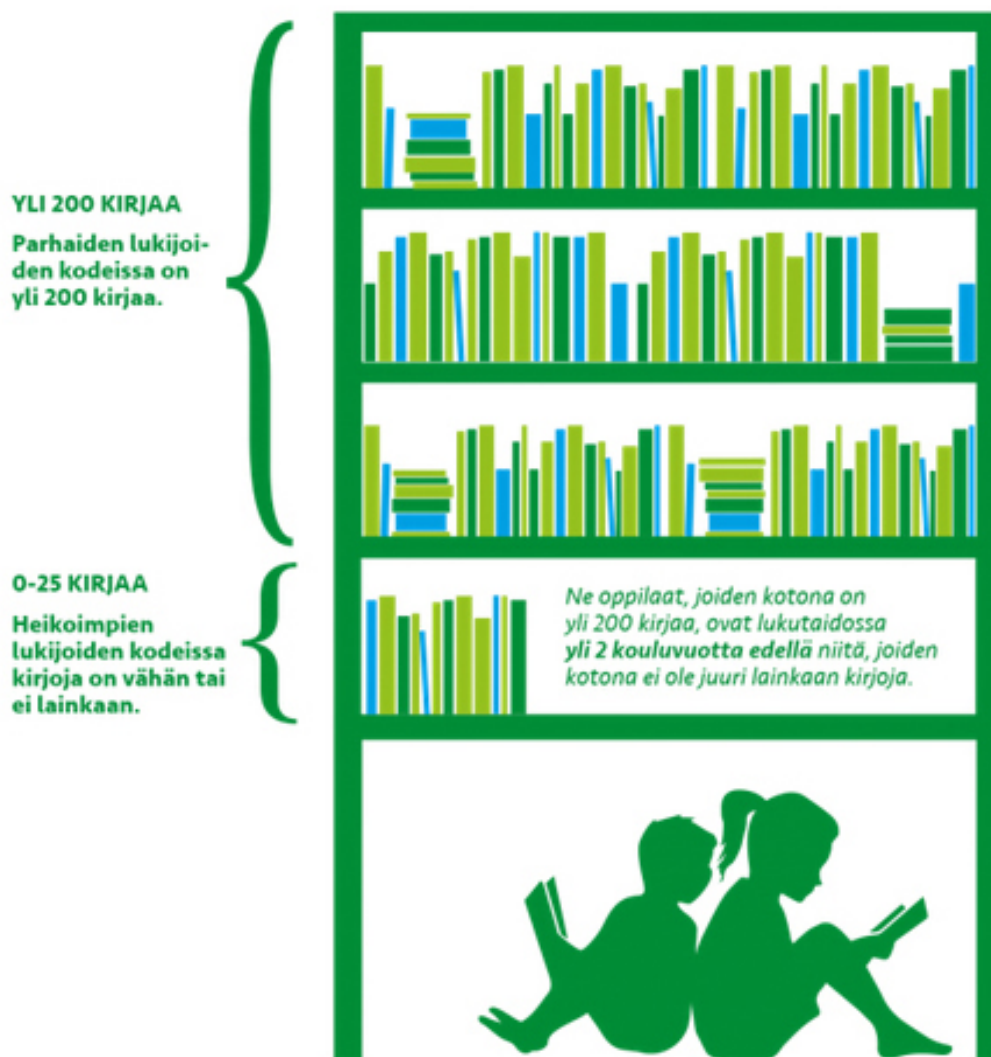 YLI 200 KIRJAA
Parhaiden lukijoi-
den kodeissa on
yli 200 kirjaa.
0-25 KIRJAA
Heikoimpien
lukijoiden kodeissa
kirjoja on vähän tai
ei lainkaan.
Ne oppilaat, joiden kotona on
yli 200 kirjaa, ovat lukutaidossa
yli 2 kouluvuotta edellä niitä, joiden
kotona ei ole juuri lainkaan kirjoja.